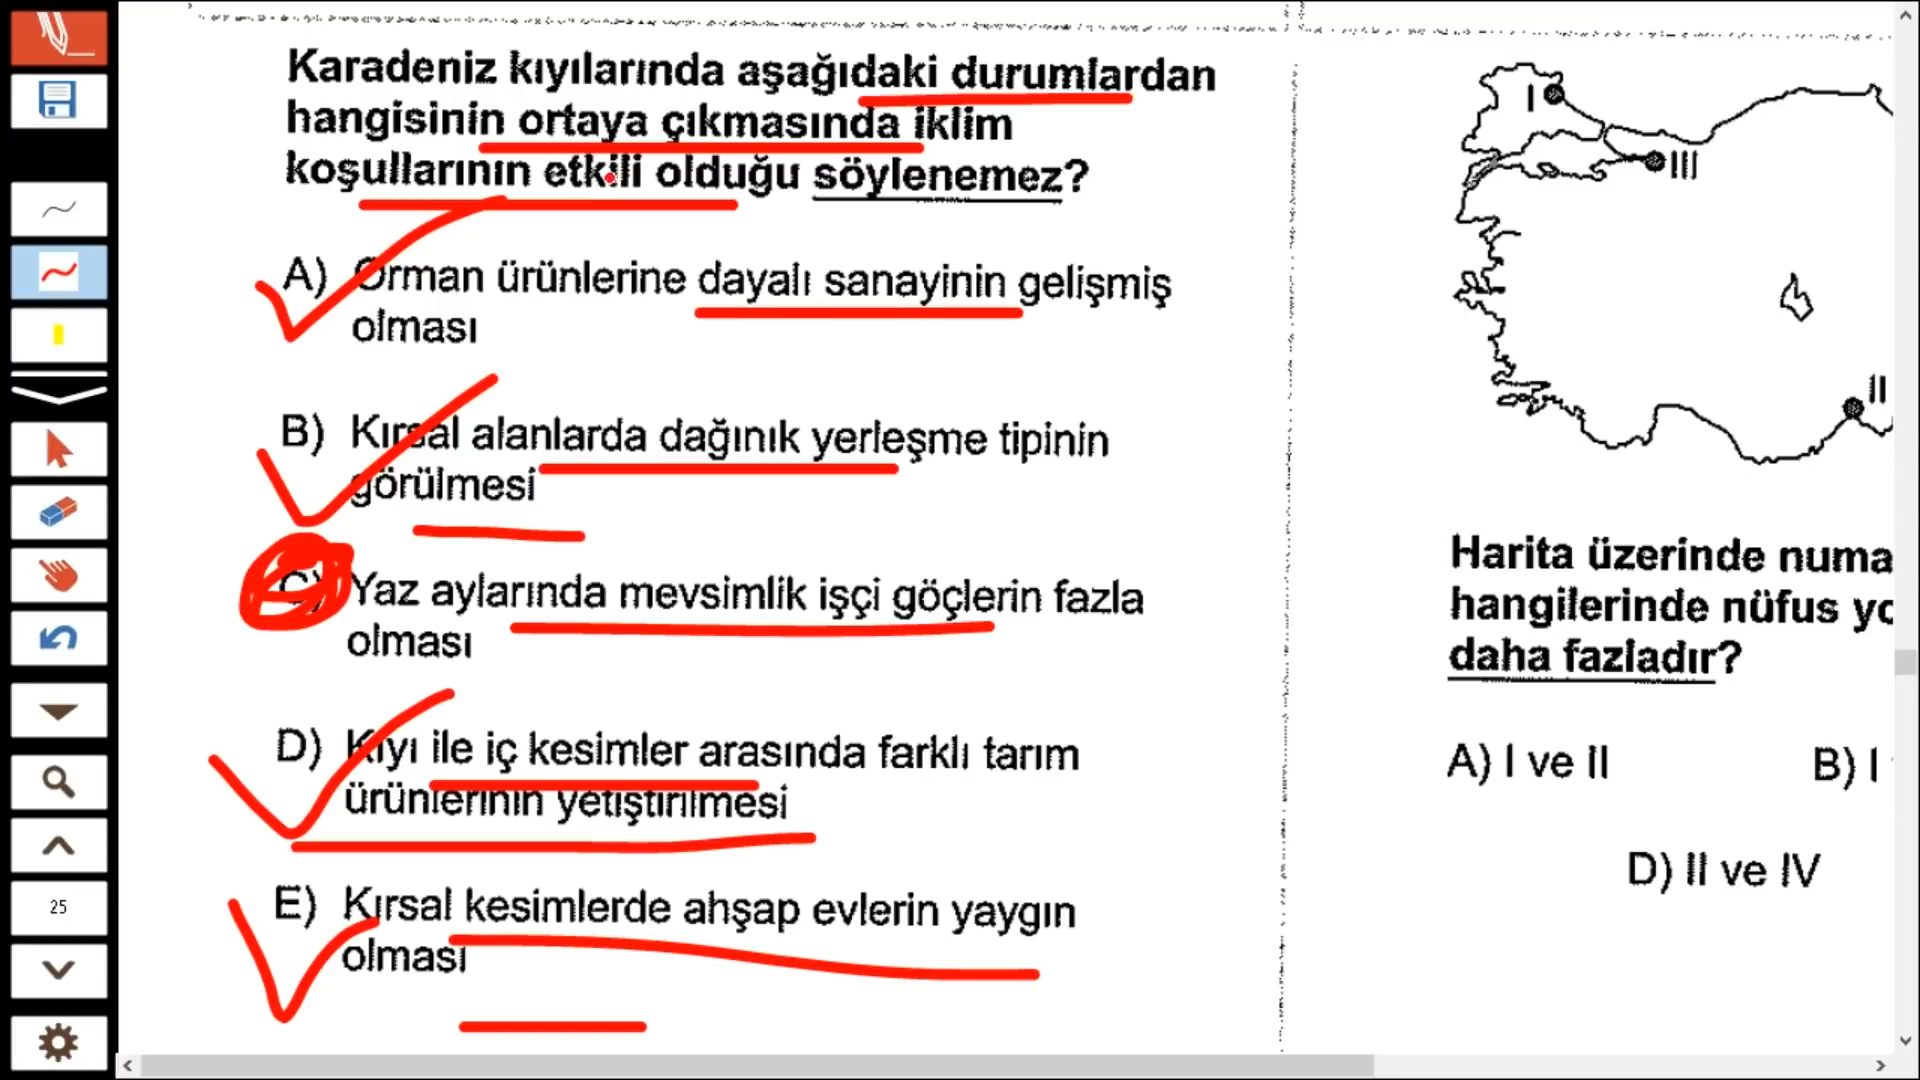 Karadeniz kıyılarında aşağıdaki durumlardan
hangisinin ortaya çıkmasında iklim
koşullarının etkili olduğu söylenemez?
A) Orman ürünlerine dayalı sanayinin gelişmiş
olması
B) Kırsal alanlarda dağınık yerleşme tipinin
görülmesi
C) Yaz aylarında mevsimlik işçi göçlerin fazla
olması
D) Kıyı ile iç kesimler arasında farklı tarım
ürünlerinin yetiştirilmesi
E) Kırsal kesimlerde ahşap evlerin yaygın
olması
I
III
II
Harita üzerinde numa
hangilerinde nüfus yo
daha fazladır?
A) I ve II
B) I
D) II ve IV
25